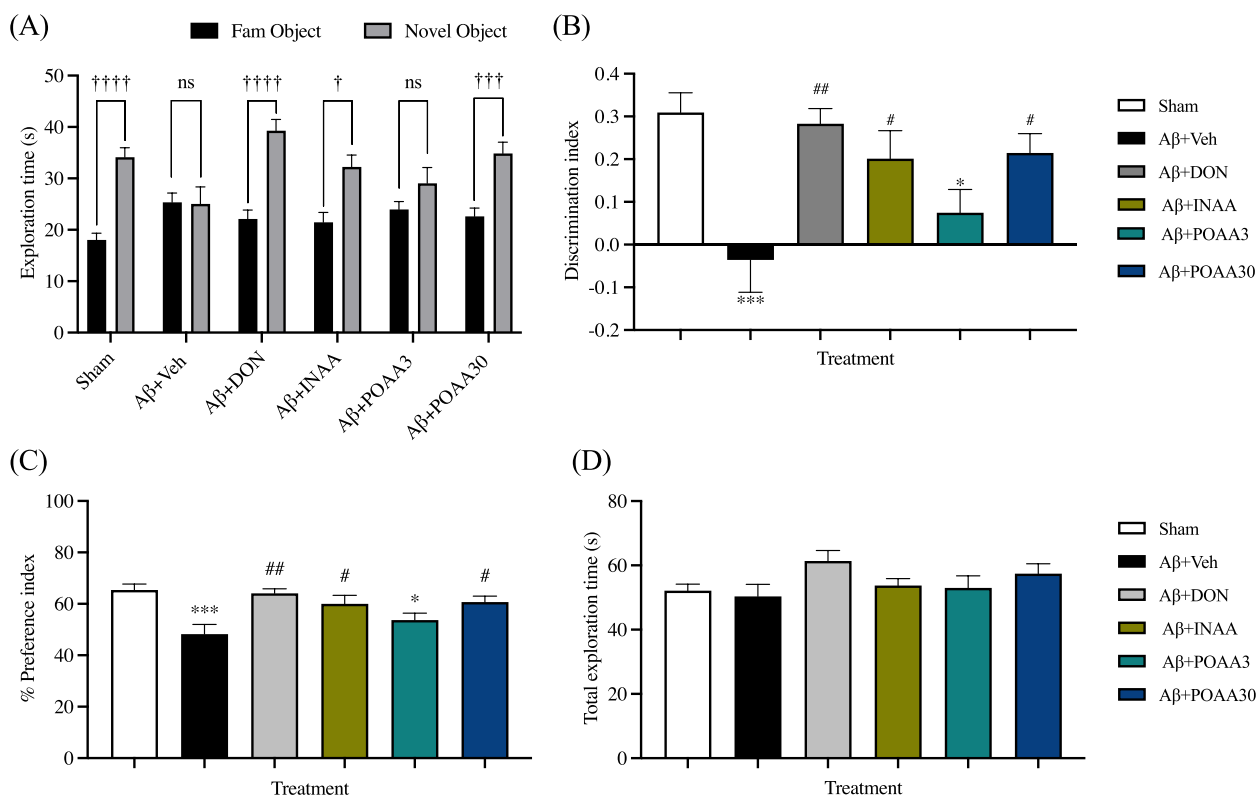 (A)
Fam Object Novel Object
Exploration time (s)
50
40
30
20
10
0
†††† ns †††† † ns †††
Sham Aβ+Veh Aβ+DON Aβ+INAA Aβ+POAA3 Aβ+POAA30
(B)
Discrimination index
0.4
0.3
0.2
0.1
0.0
-0.1
-0.2
*** ## # * #
Treatment
Sham
Aβ+Veh
Aβ+DON
Aβ+INAA
Aβ+POAA3
Aβ+POAA30
(C)
% Preference index
100
80
60
40
20
0
*** ## # * #
Treatment
(D)
Total exploration time (s)
80
60
40
20
0
Treatment
Sham
Aβ+Veh
Aβ+DON
Aβ+INAA
Aβ+POAA3
Aβ+POAA30